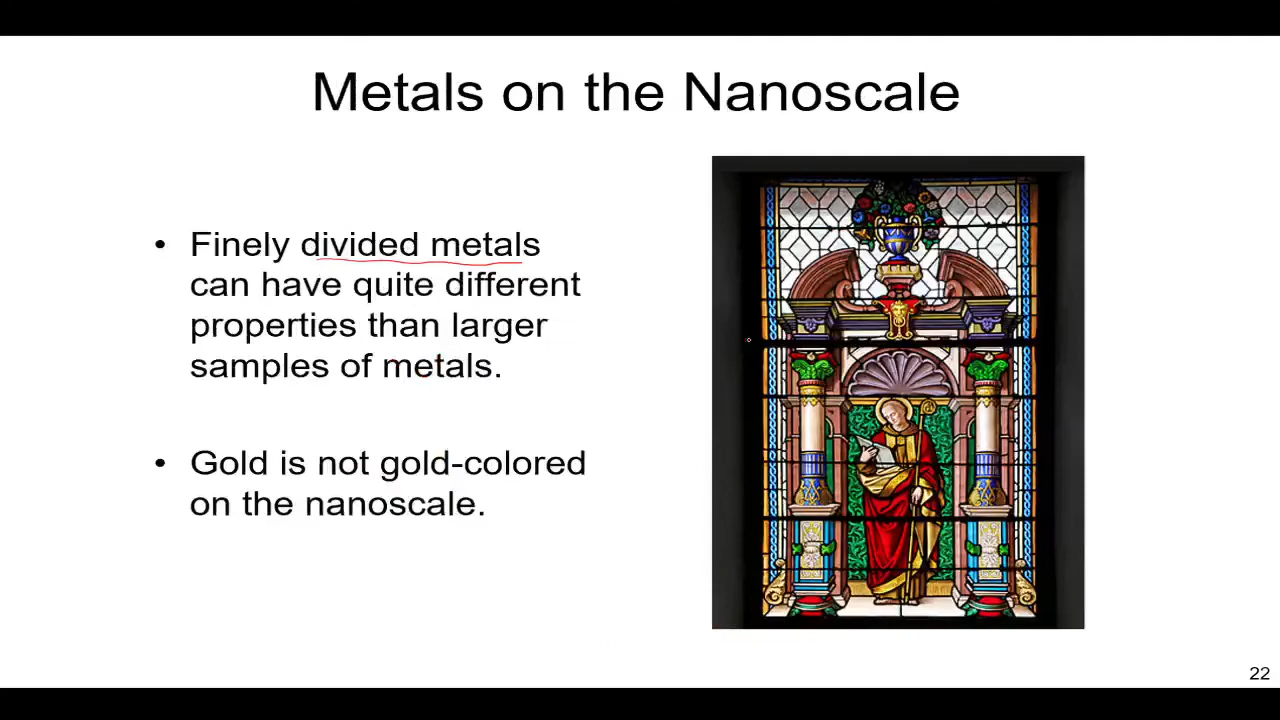 Metals on the Nanoscale
• Finely divided metals
can have quite different
properties than larger
samples of metals.
• Gold is not gold-colored
on the nanoscale.
22